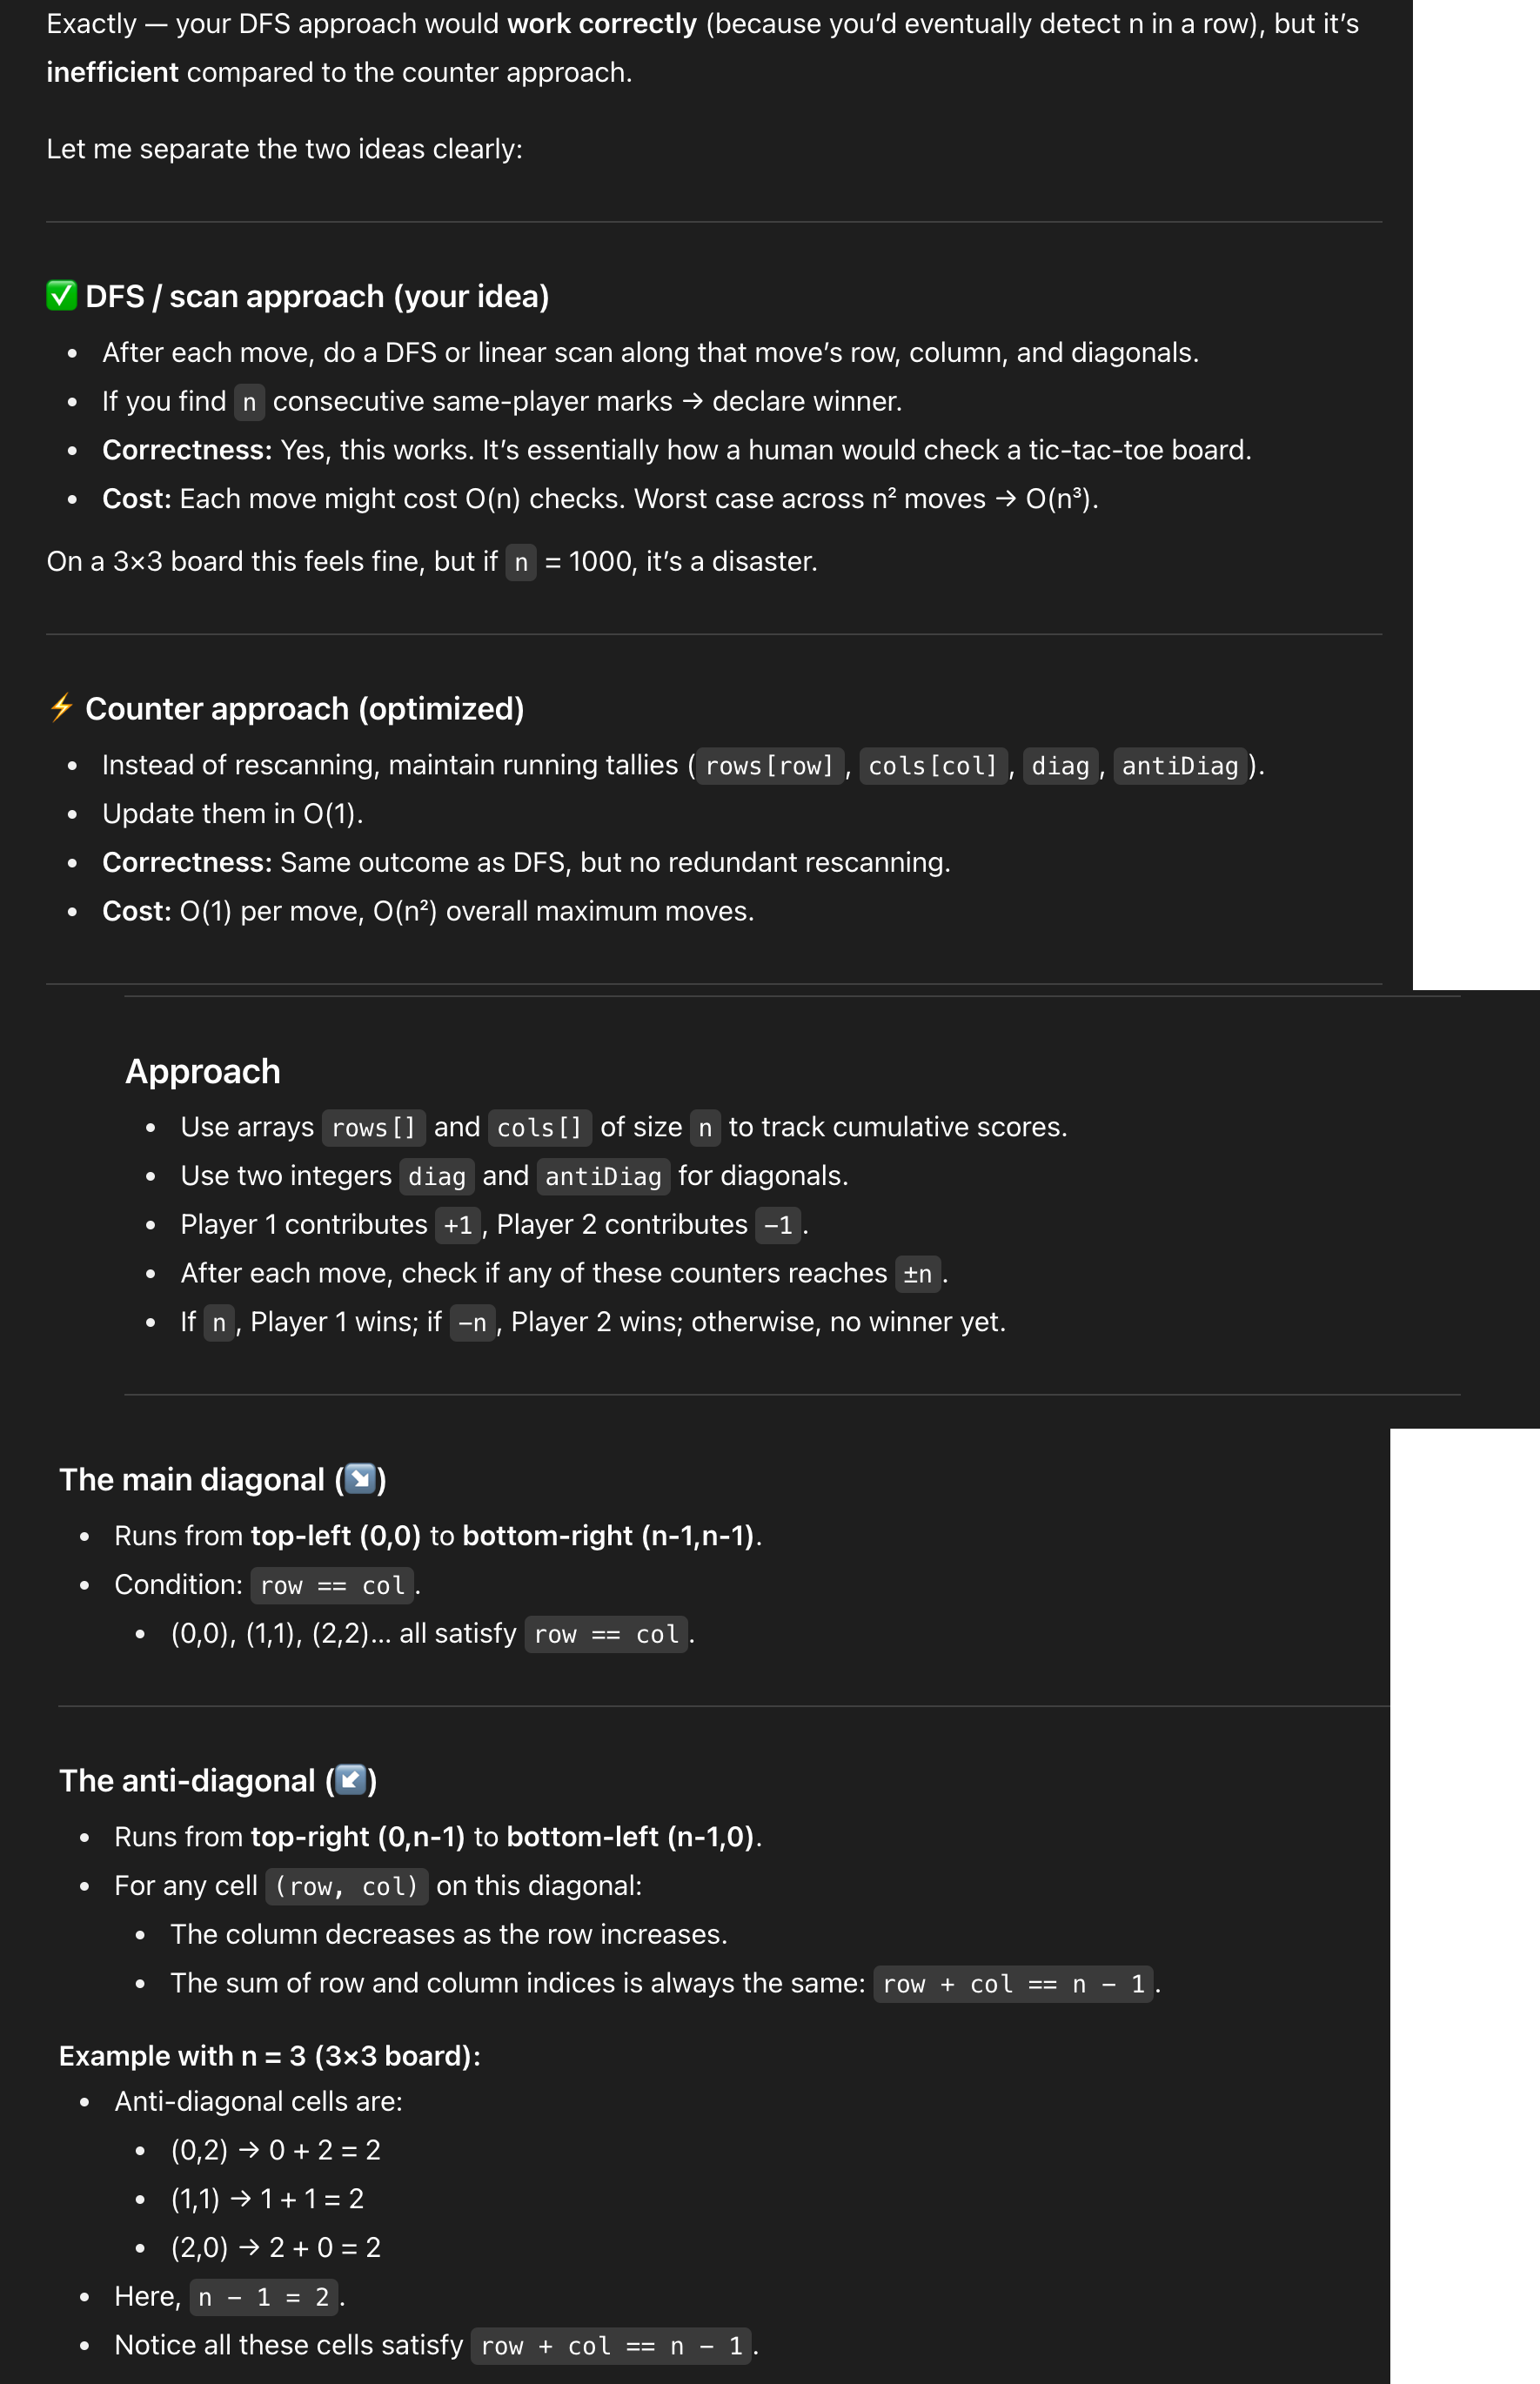 Exactly — your DFS approach would work correctly (because you’d eventually detect n in a row), but it’s
inefficient compared to the counter approach.
Let me separate the two ideas clearly:
✅ DFS / scan approach (your idea)
• After each move, do a DFS or linear scan along that move’s row, column, and diagonals.
• If you find n consecutive same-player marks → declare winner.
• Correctness: Yes, this works. It’s essentially how a human would check a tic-tac-toe board.
• Cost: Each move might cost O(n) checks. Worst case across n² moves → O(n³).
On a 3×3 board this feels fine, but if n = 1000, it’s a disaster.
⚡ Counter approach (optimized)
• Instead of rescanning, maintain running tallies (rows[row], cols[col], diag, antiDiag).
• Update them in O(1).
• Correctness: Same outcome as DFS, but no redundant rescanning.
• Cost: O(1) per move, O(n²) overall maximum moves.
Approach
• Use arrays rows[] and cols[] of size n to track cumulative scores.
• Use two integers diag and antiDiag for diagonals.
• Player 1 contributes +1, Player 2 contributes −1.
• After each move, check if any of these counters reaches ±n.
• If n, Player 1 wins; if −n, Player 2 wins; otherwise, no winner yet.
The main diagonal (↘️)
• Runs from top-left (0,0) to bottom-right (n-1,n-1).
• Condition: row == col.
• (0,0), (1,1), (2,2)… all satisfy row == col.
The anti-diagonal (↙️)
• Runs from top-right (0,n-1) to bottom-left (n-1,0).
• For any cell (row, col) on this diagonal:
• The column decreases as the row increases.
• The sum of row and column indices is always the same: row + col == n − 1.
Example with n = 3 (3×3 board):
• Anti-diagonal cells are:
• (0,2) → 0 + 2 = 2
• (1,1) → 1 + 1 = 2
• (2,0) → 2 + 0 = 2
• Here, n − 1 = 2.
• Notice all these cells satisfy row + col == n − 1.